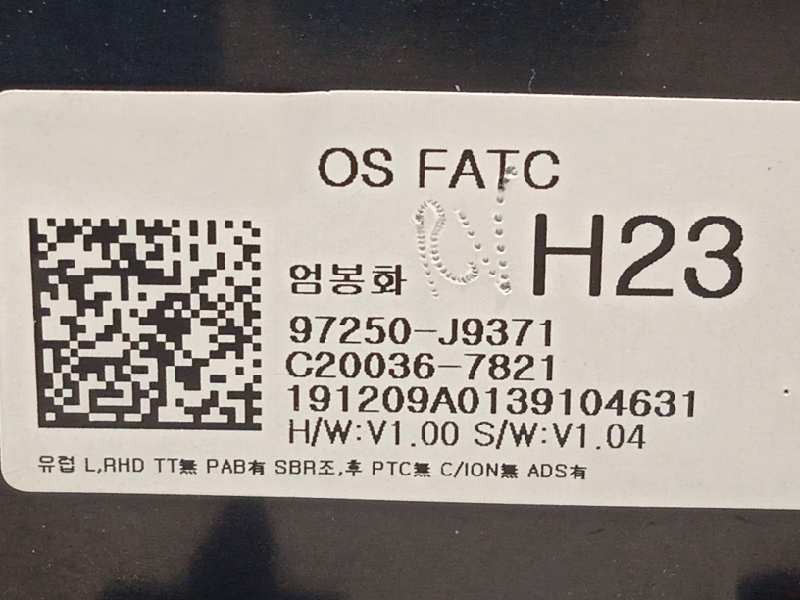 OS FATC
H23
엄봉화
97250-J9371
C20036-7821
191209A0139104631
H/W:V1.00 S/W:V1.04
유럽 L,RHD TT無 PAB有 SBR조,후 PTC無 C/ION無 ADS有